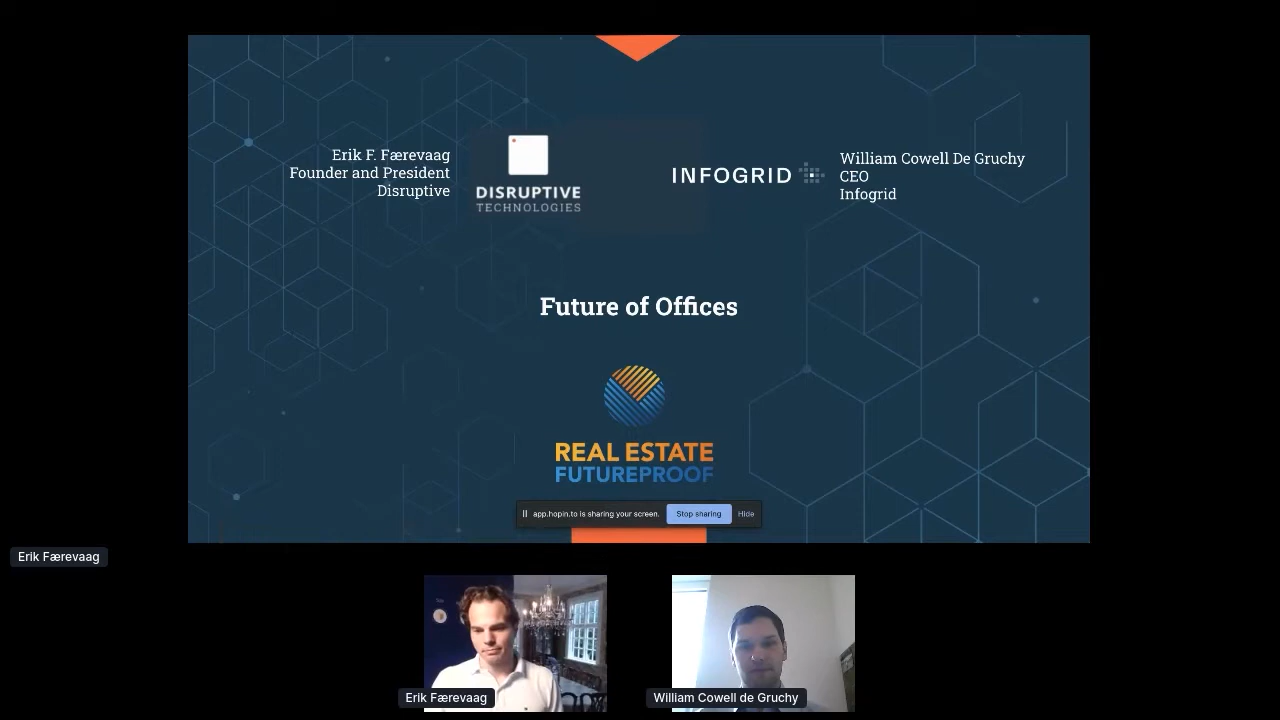 Erik F. Færevaag
Founder and President
Disruptive
DISRUPTIVE
TECHNOLOGIES
INFOGRID
William Cowell De Gruchy
CEO
Infogrid
Future of Offices
REAL ESTATE
FUTUREPROOF
app.hopin.to is sharing your screen. Stop sharing Hide
Erik Færevaag
Erik Færevaag
William Cowell de Gruchy